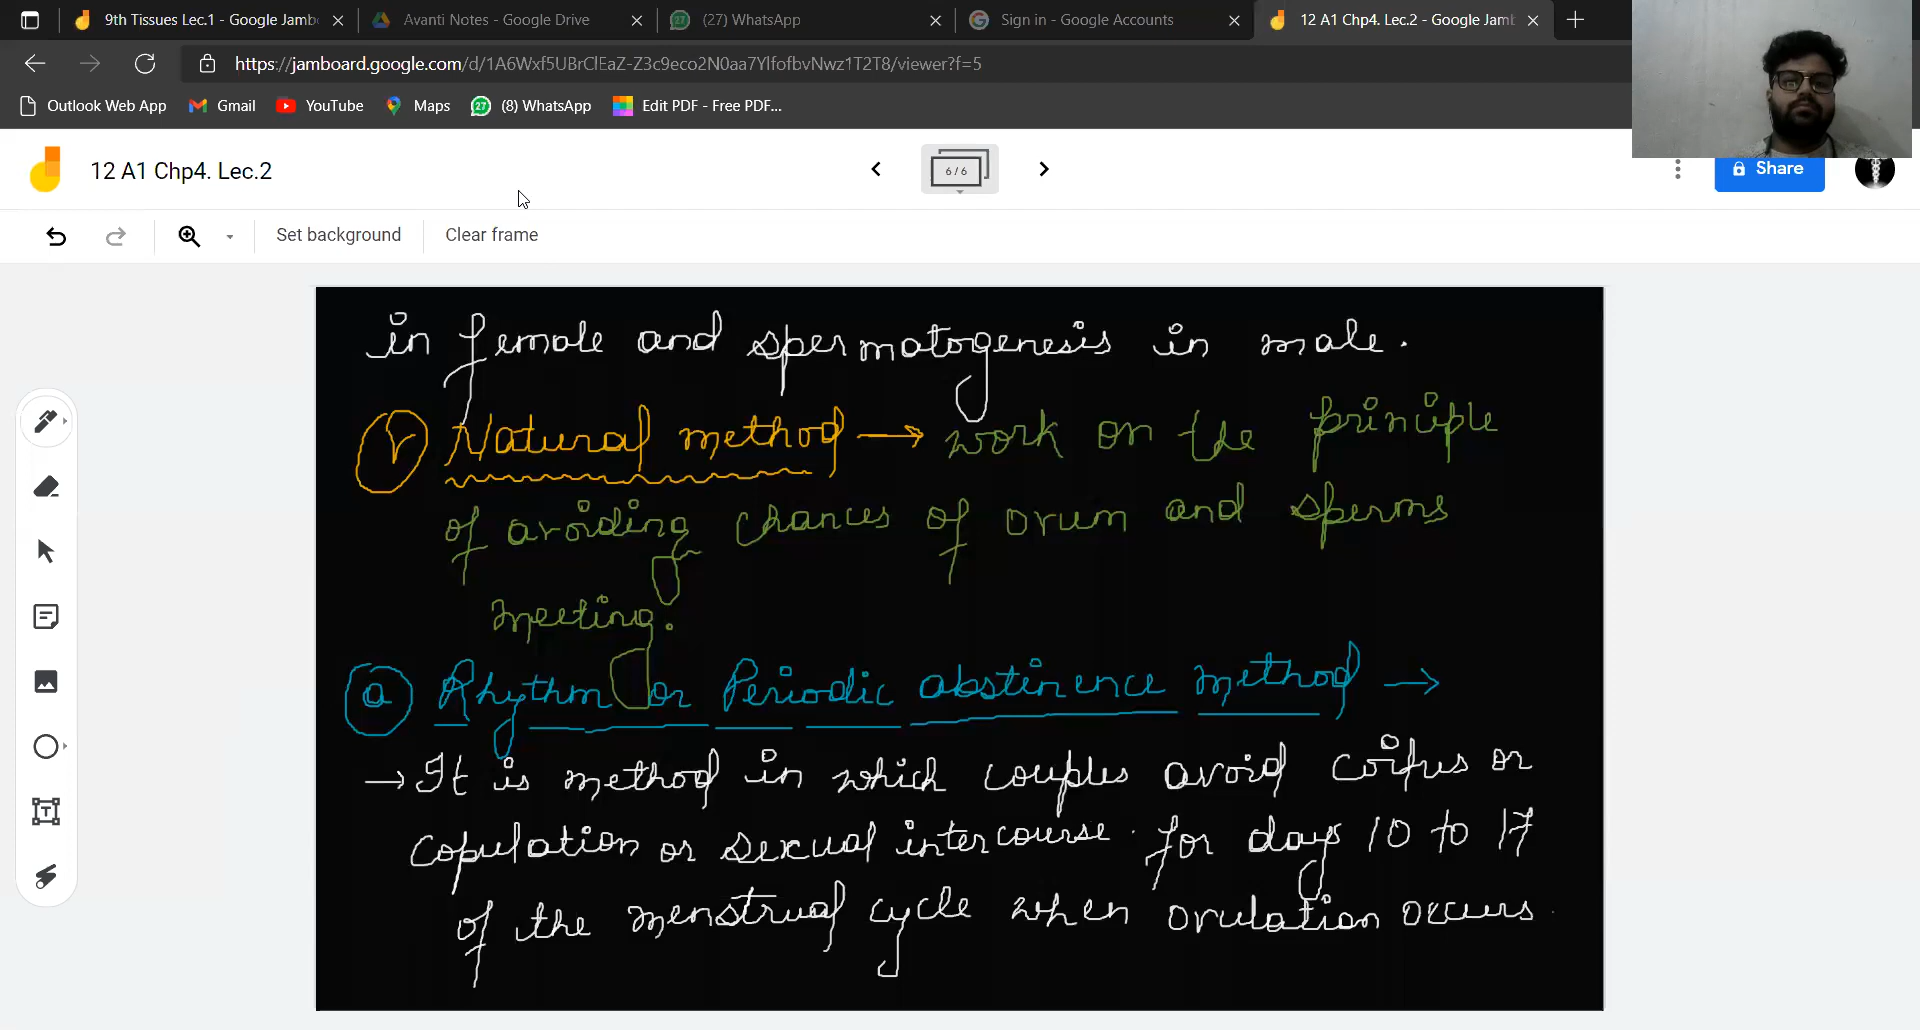 9th Tissues Lec.1 - Google Jamb
Avanti Notes - Google Drive
(27) WhatsApp
Sign in - Google Accounts
12 A1 Chp4. Lec.2 - Google Jamb
https://jamboard.google.com/d/1A6Wxf5UBrClEaZ-Z3c9eco2N0aa7YlfofbvNwz1T2T8/viewer?f=5
Outlook Web App
Gmail
YouTube
Maps
27 (8) WhatsApp
Edit PDF - Free PDF...
12 A1 Chp4. Lec.2
6 / 6
Share
Set background
Clear frame
in female and spermatogenesis in male.
Natural method → work on the principle
of avoiding chances of ovum and sperms
meeting.
(a) Rhythm or Periodic abstinence method →
→ It is method in which couples avoid coitus or
copulation or sexual intercourse for days 10 to 17
of the menstrual cycle when ovulation occurs